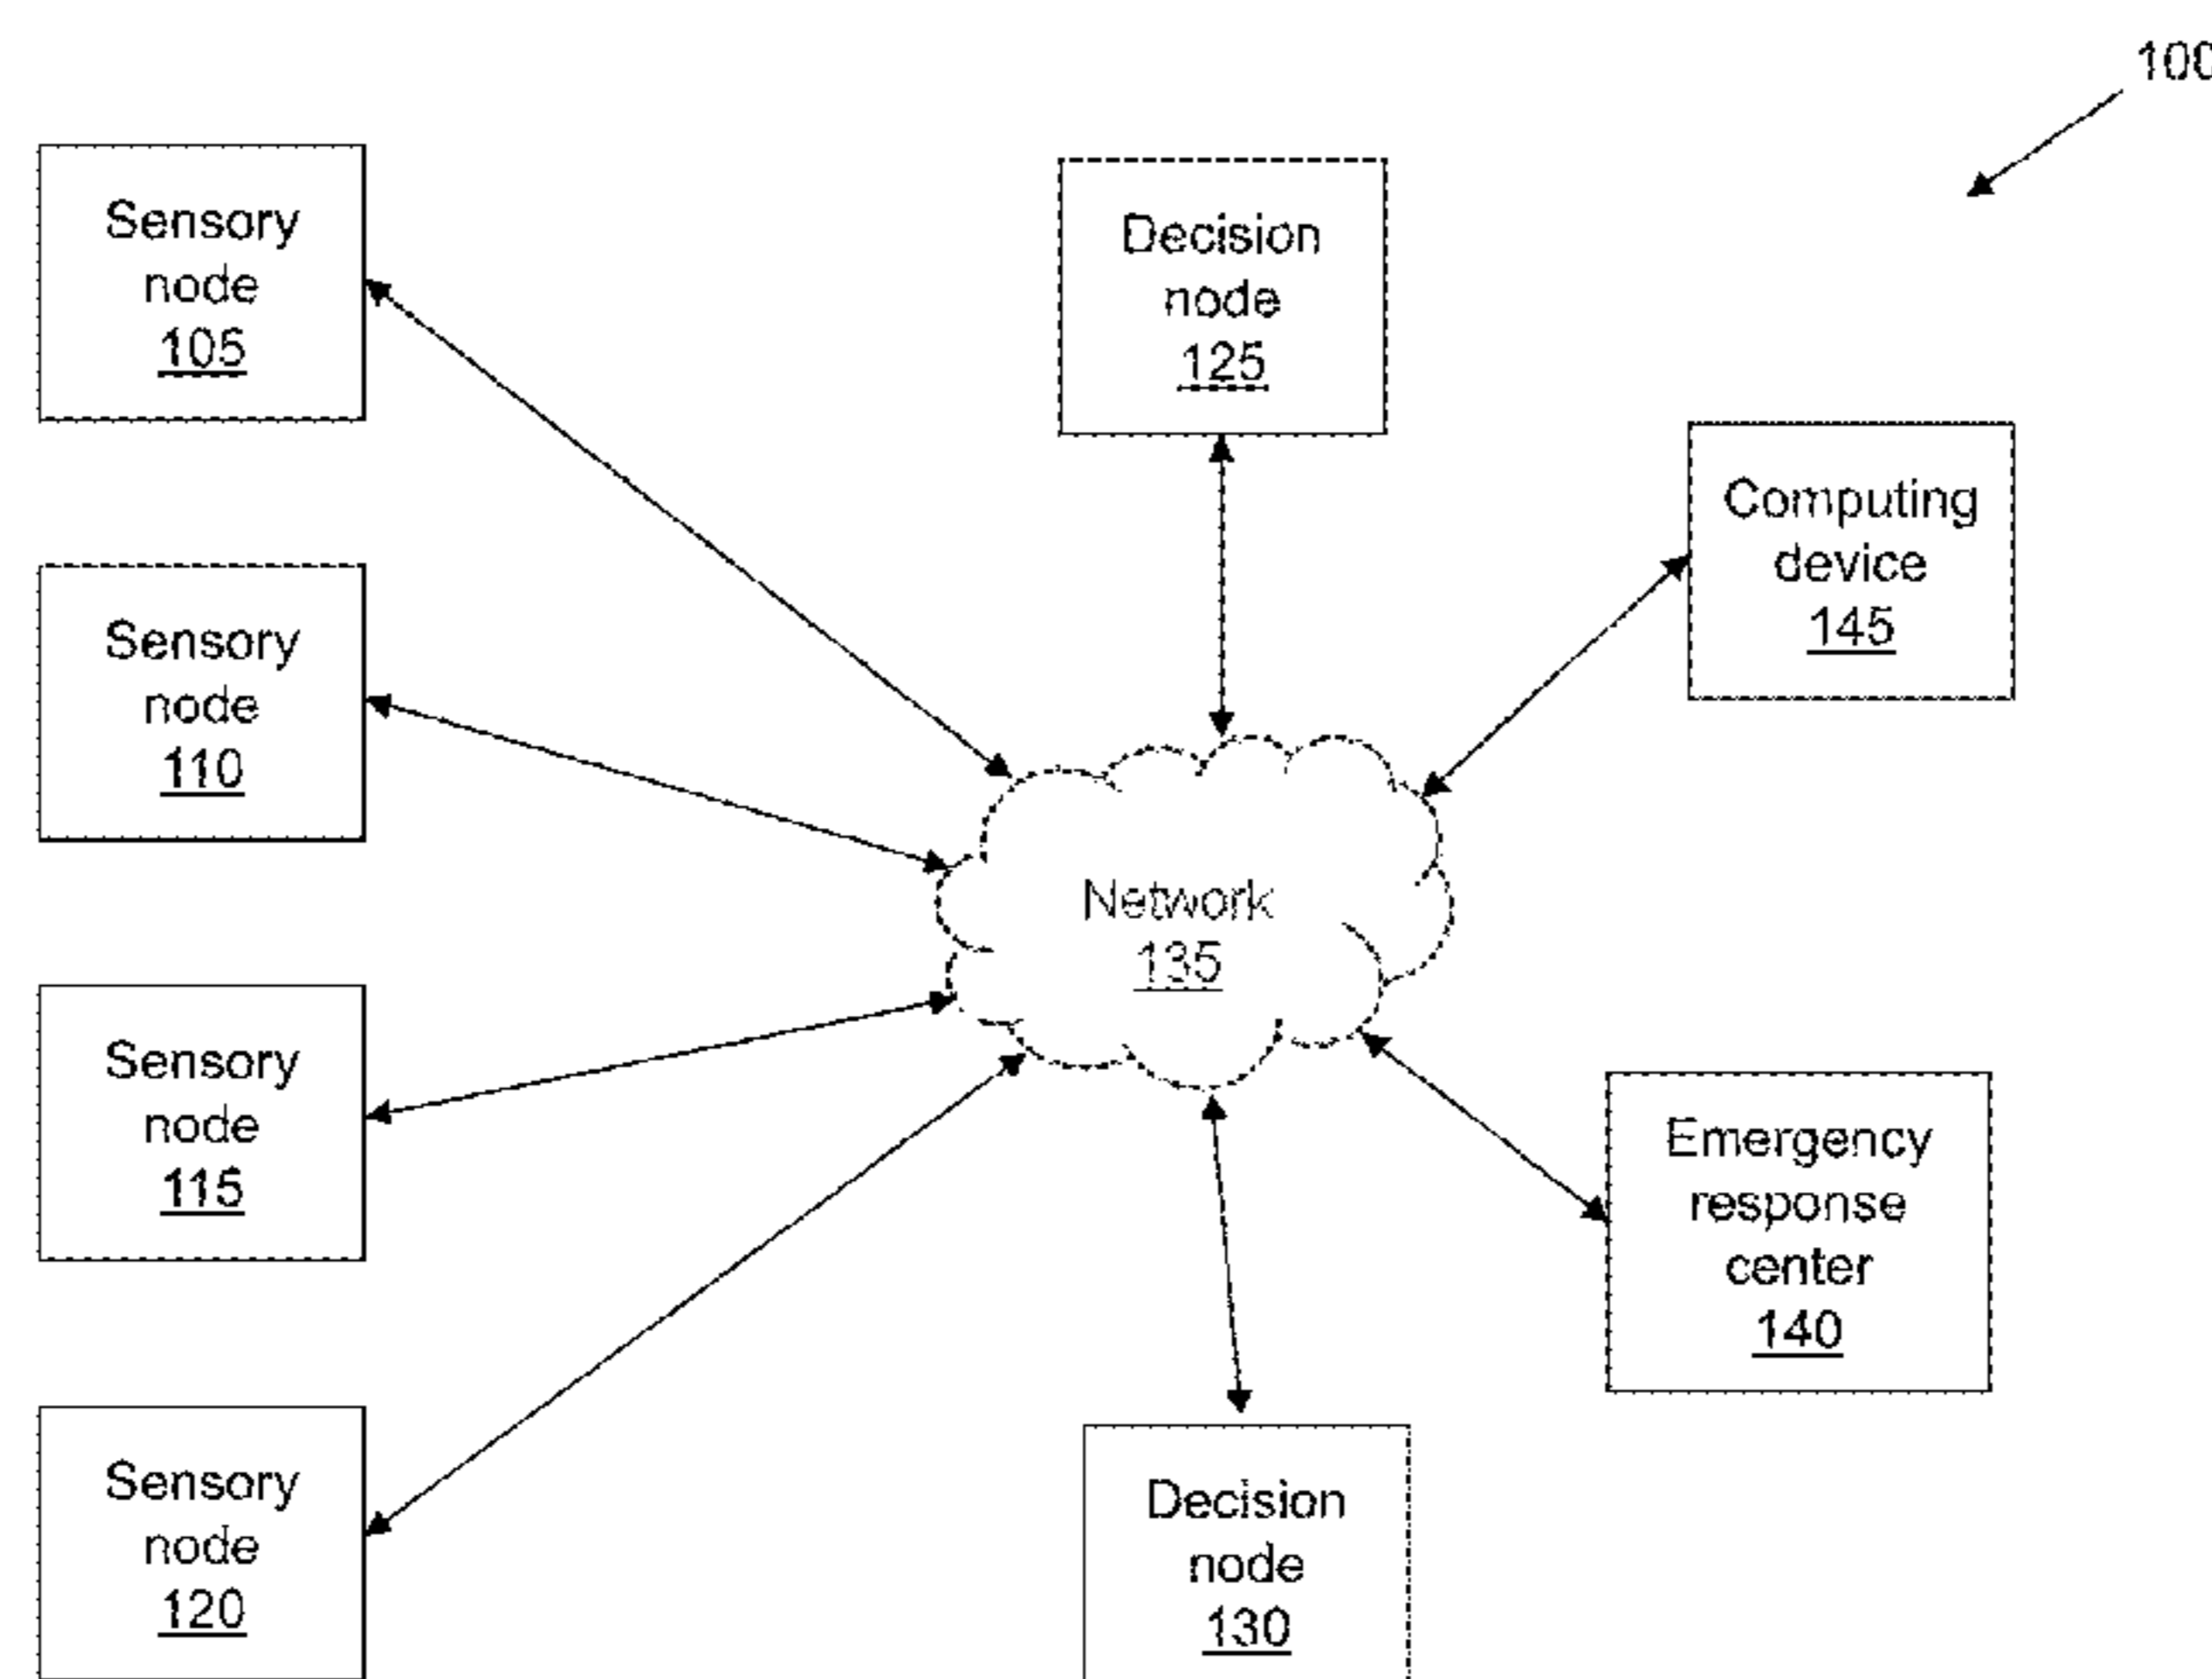 100
Sensory
node
105
Decision
node
125
Computing
device
145
Sensory
node
110
Network
135
Sensory
node
115
Emergency
response
center
140
Sensory
node
120
Decision
node
130